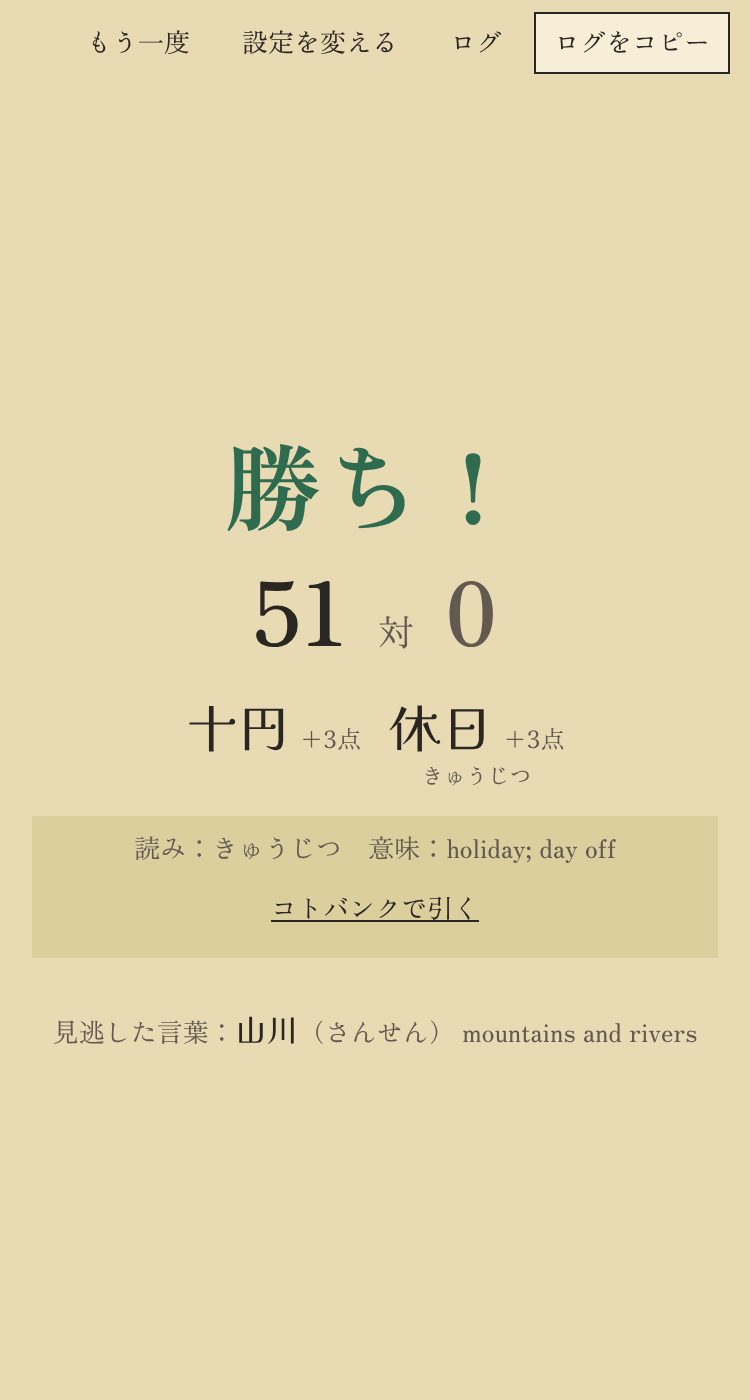 もう一度 設定を変える ログ ログをコピー
勝ち！
51 対 0
十円 +3点 休日 +3点
きゅうじつ
読み：きゅうじつ 意味：holiday; day off
コトバンクで引く
見逃した言葉：山川（さんせん） mountains and rivers